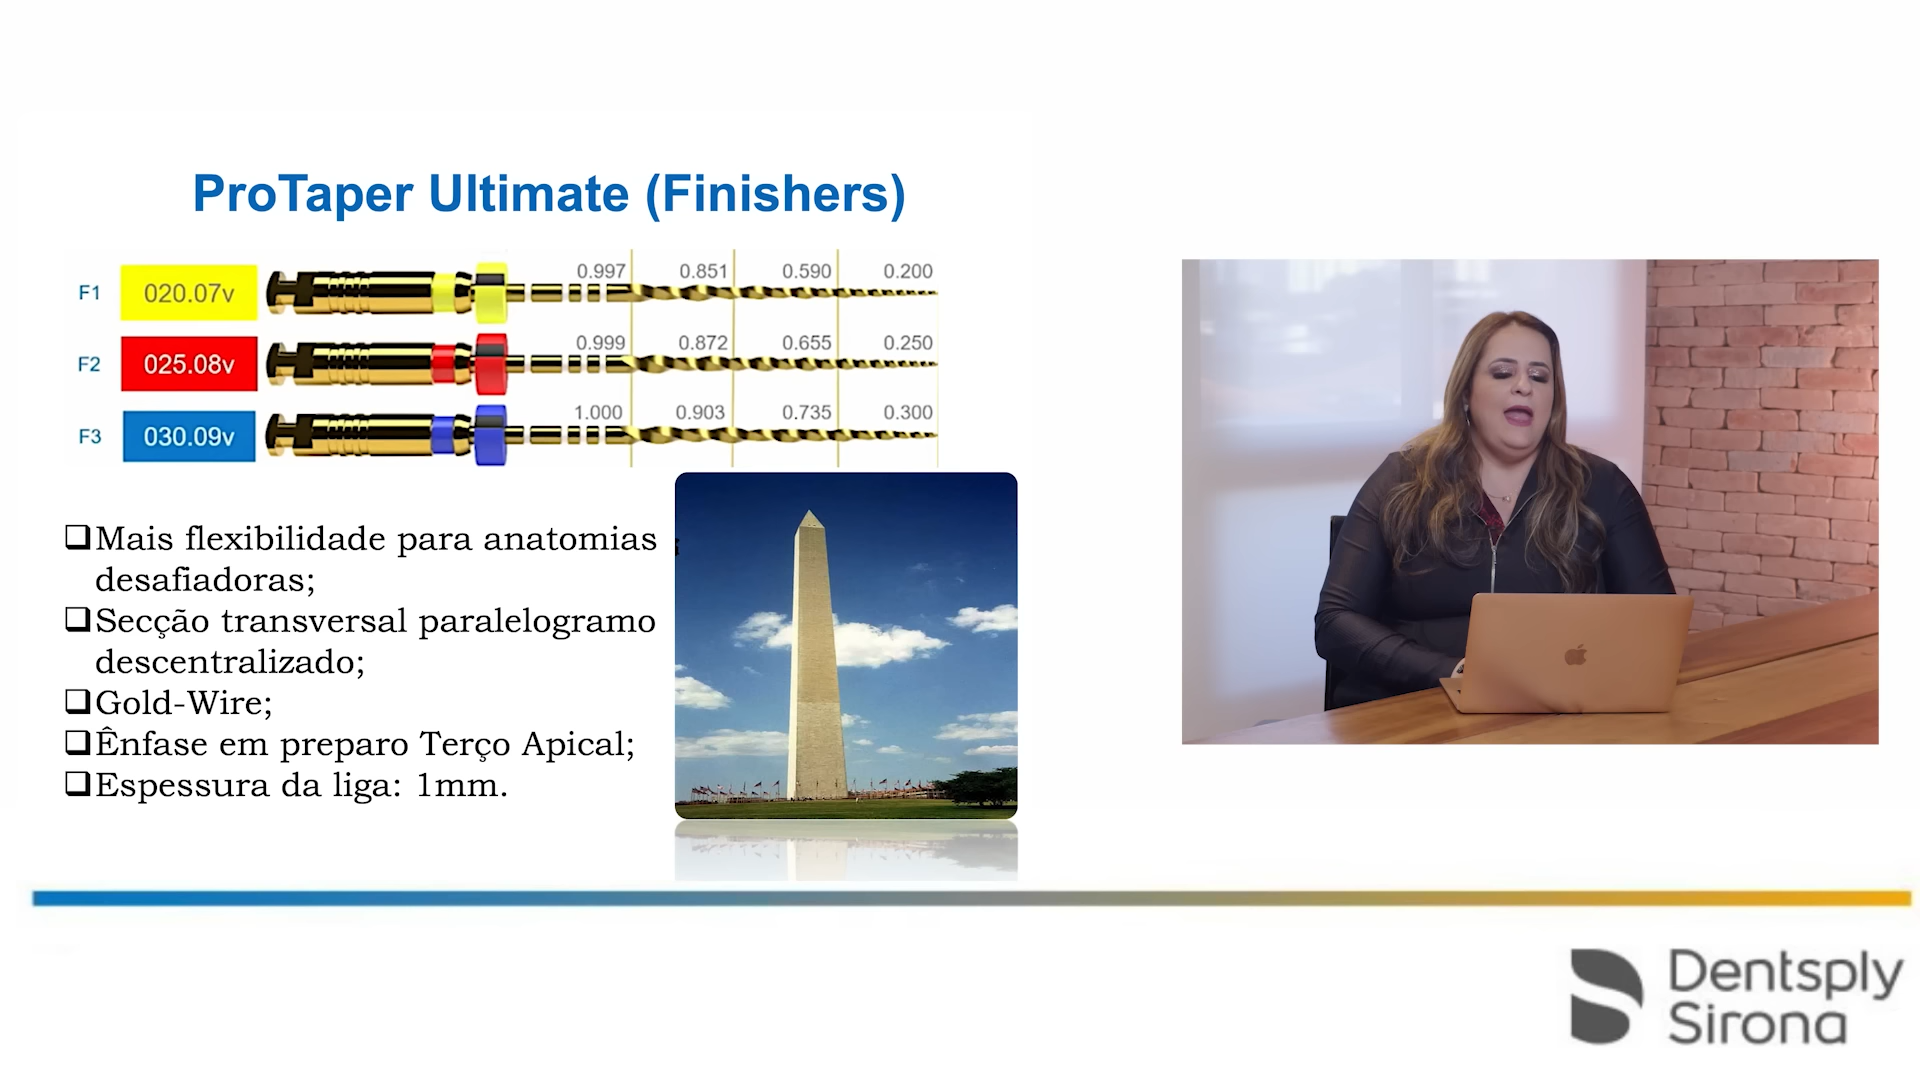 ProTaper Ultimate (Finishers)
F1 020.07v 0.997 0.851 0.590 0.200
F2 025.08v 0.999 0.872 0.655 0.250
F3 030.09v 1.000 0.903 0.735 0.300
Mais flexibilidade para anatomias
desafiadoras;
Secção transversal paralelogramo
descentralizado;
Gold-Wire;
Ênfase em preparo Terço Apical;
Espessura da liga: 1mm.
Dentsply
Sirona